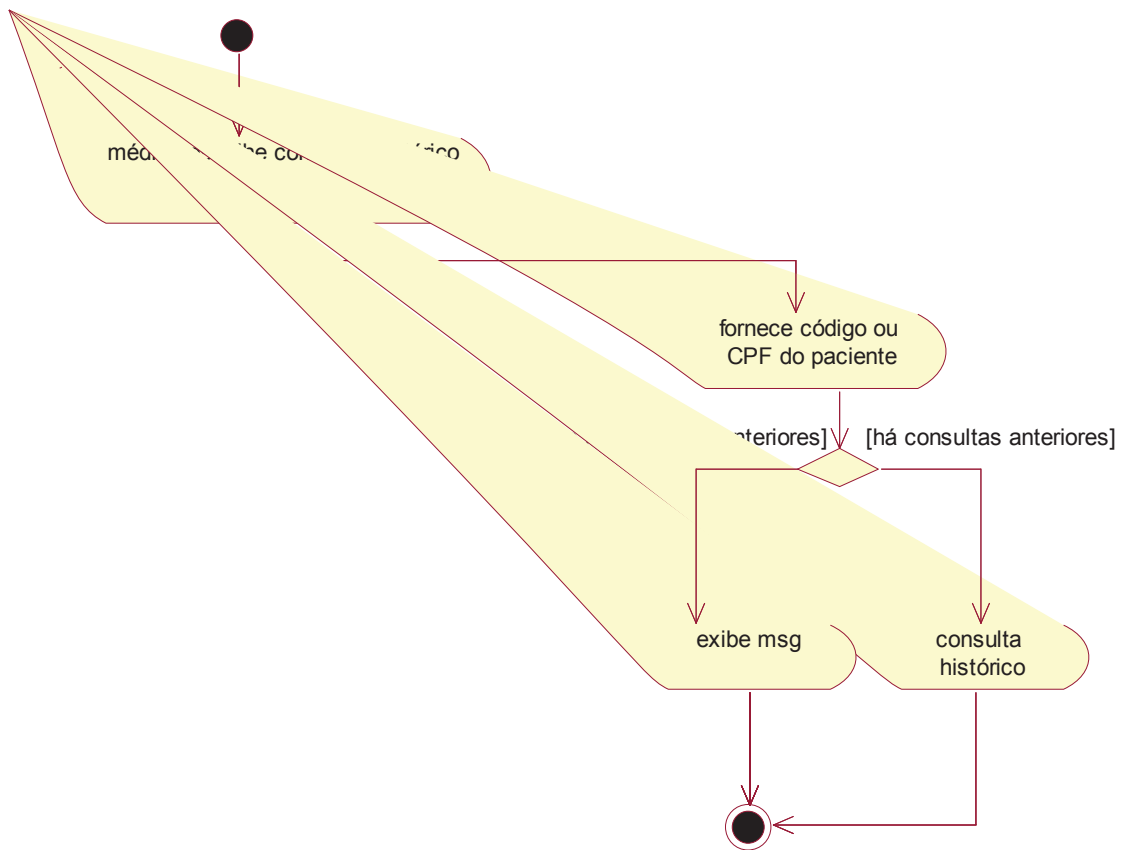 fornece código ou
CPF do paciente
[há consultas anteriores]
exibe msg
consulta
histórico